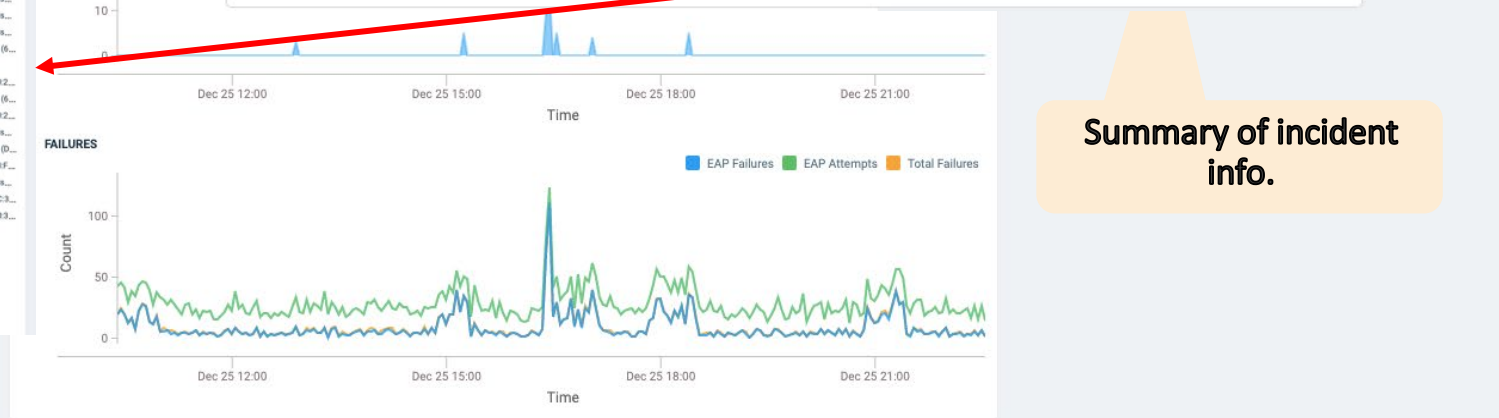 10
0
Dec 25 12:00 Dec 25 15:00 Dec 25 18:00 Dec 25 21:00
Time
Summary of incident
info.
FAILURES
EAP Failures EAP Attempts Total Failures
100
50
0
Count
Dec 25 12:00 Dec 25 15:00 Dec 25 18:00 Dec 25 21:00
Time